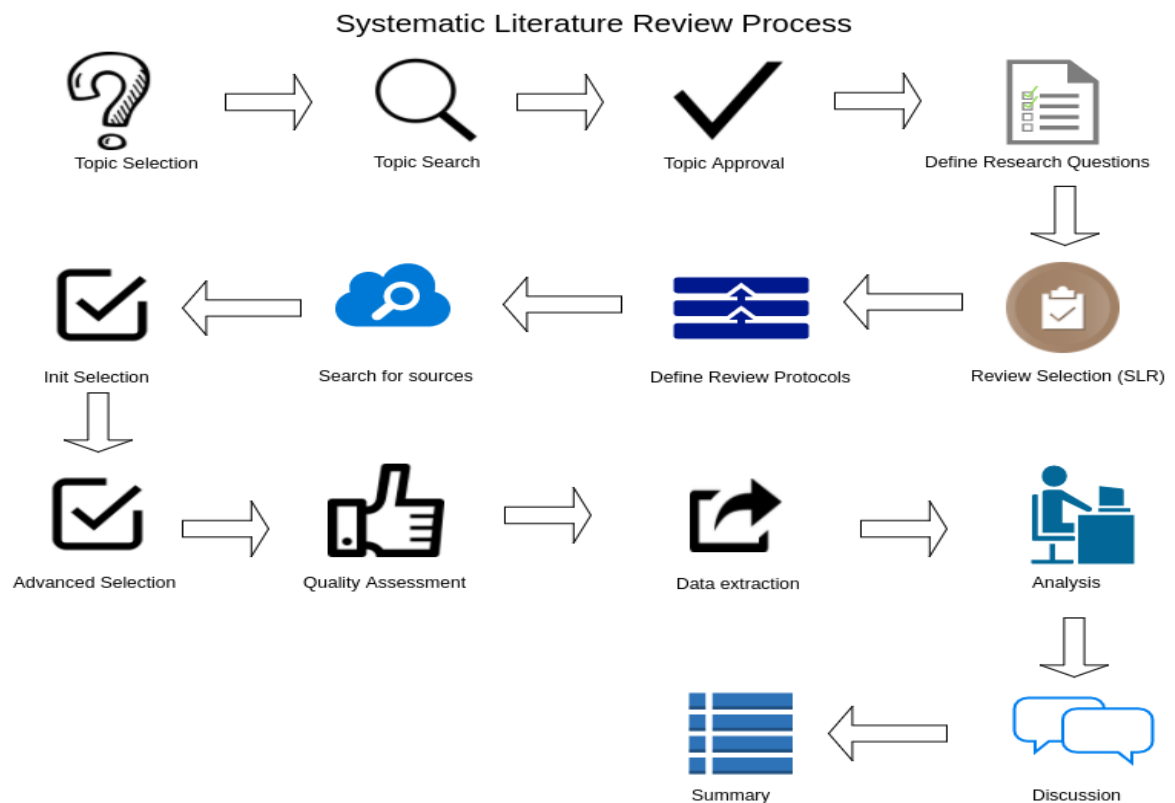 Systematic Literature Review Process
Topic Selection
Topic Search
Topic Approval
Define Research Questions
Init Selection
Search for sources
Define Review Protocols
Review Selection (SLR)
Advanced Selection
Quality Assessment
Data extraction
Analysis
Summary
Discussion